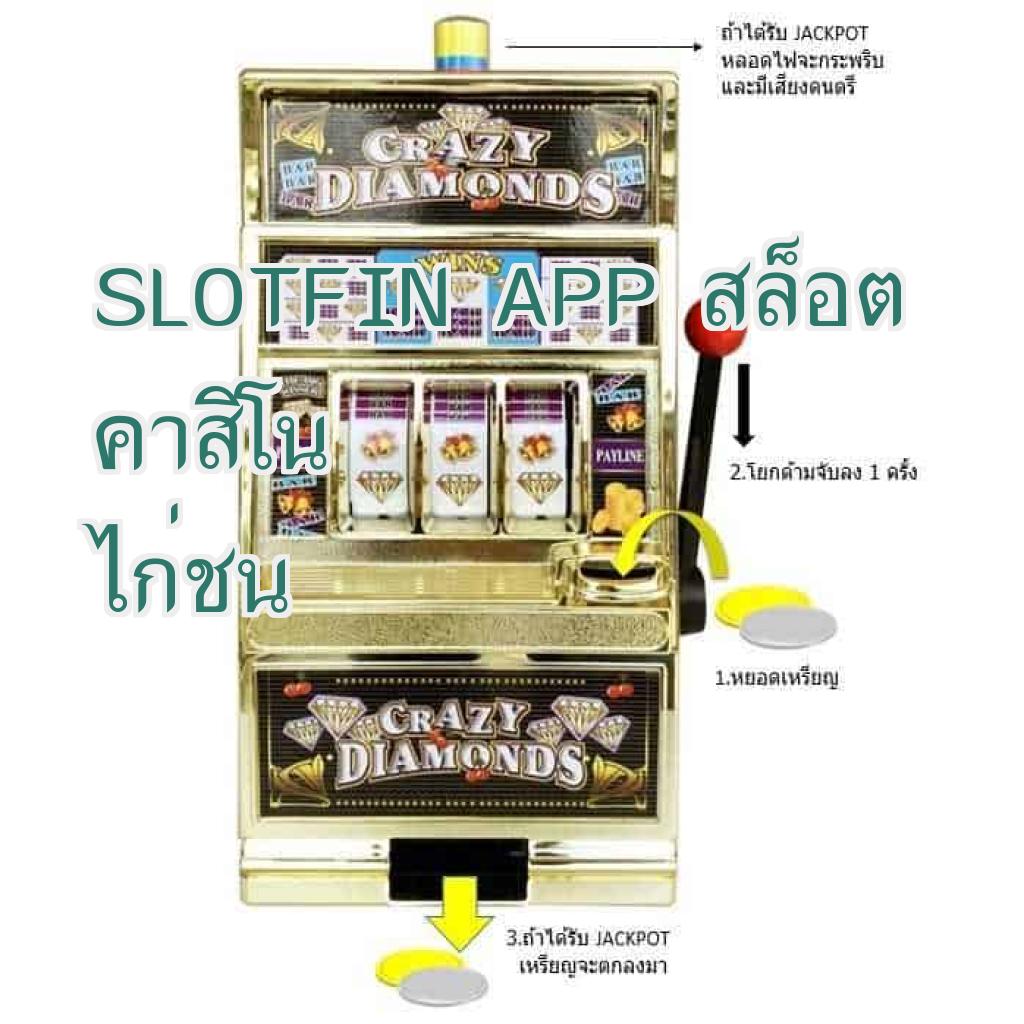 ถ้าได้รับ JACKPOT
หลอดไฟจะกระพริบ
และมีเสียงดนตรี
CRAZY
DIAMONDS
BAR
BAR
BAR
WINS
SLOTFIN APP สล็อต
คาสิโน
ไก่ชน
PAYLINE
2.โยกด้ามจับลง 1 ครั้ง
1.หยอดเหรียญ
CRAZY
DIAMONDS
3.ถ้าได้รับ JACKPOT
เหรียญจะตกลงมา